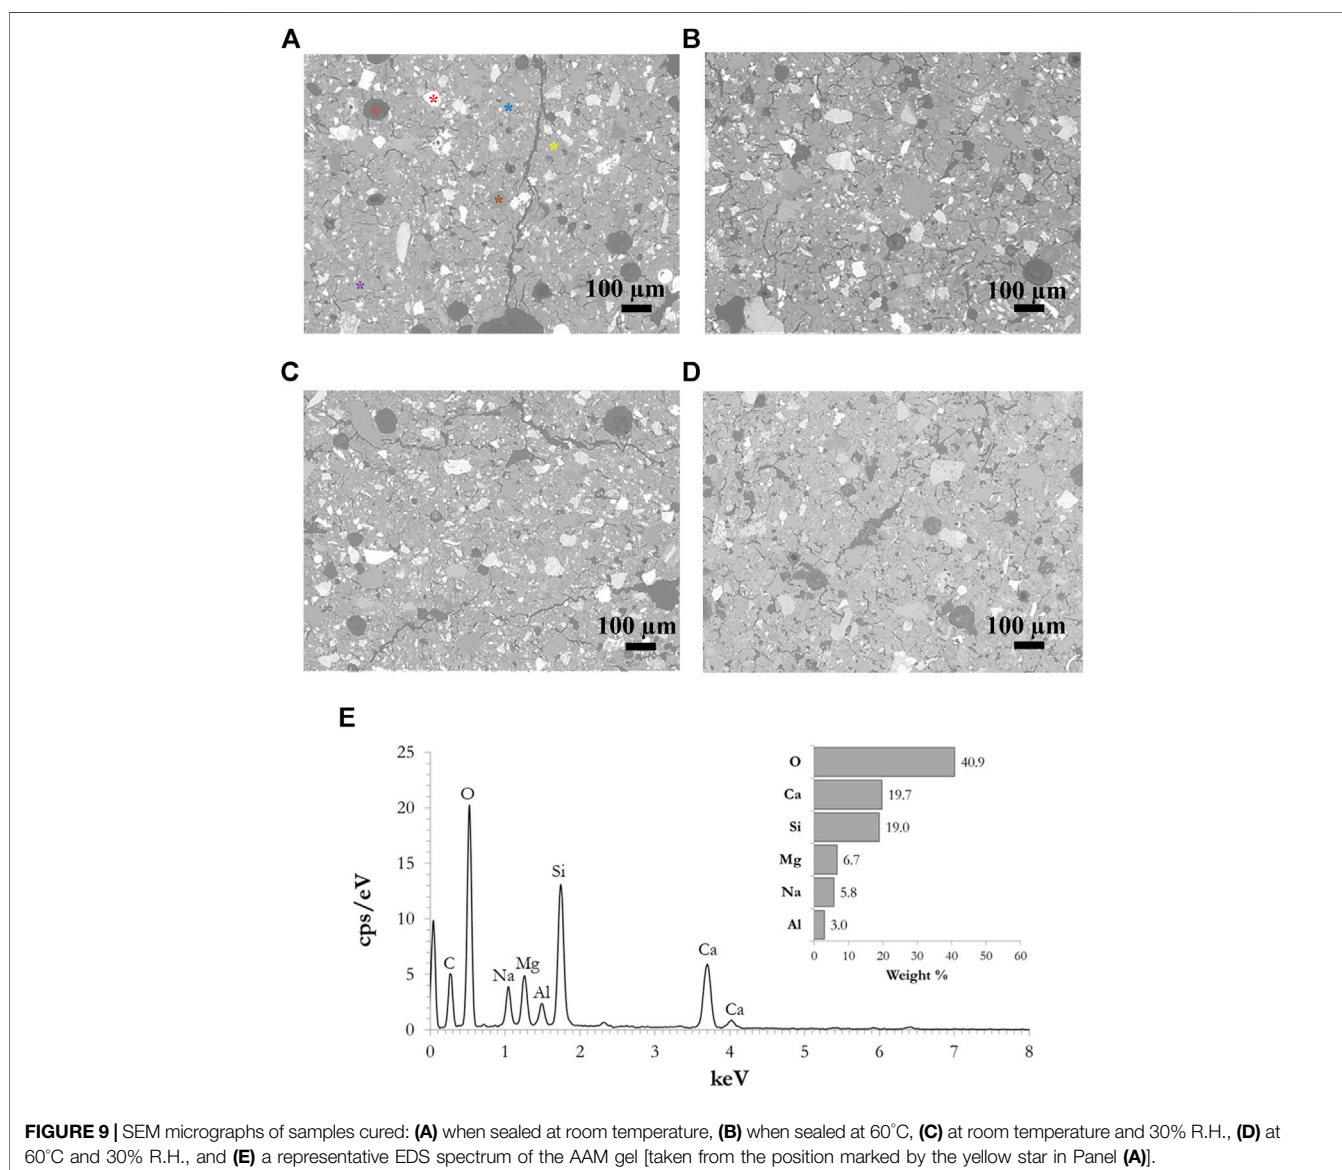 A
B
* * * * * *
100 µm
100 µm
C
D
100 µm
100 µm
E
25
20
15
10
5
0
cps/eV
O
C
Na
Mg
Al
Si
Ca
Ca
0 1 2 3 4 5 6 7 8
keV
O 40.9
Ca 19.7
Si 19.0
Mg 6.7
Na 5.8
Al 3.0
0 10 20 30 40 50 60
Weight %
FIGURE 9 | SEM micrographs of samples cured: (A) when sealed at room temperature, (B) when sealed at 60°C, (C) at room temperature and 30% R.H., (D) at
60°C and 30% R.H., and (E) a representative EDS spectrum of the AAM gel [taken from the position marked by the yellow star in Panel (A)].